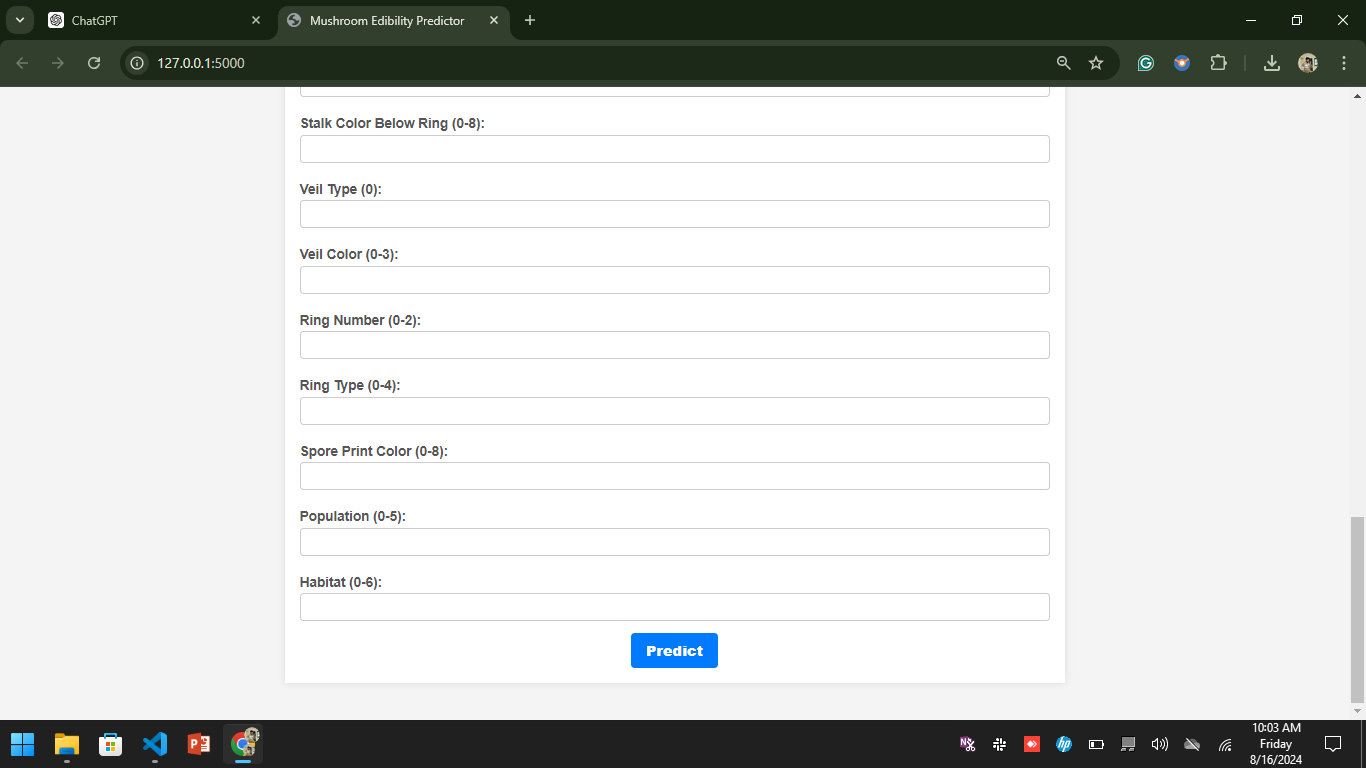 ChatGPT
Mushroom Edibility Predictor
127.0.0.1:5000
Stalk Color Below Ring (0-8):
Veil Type (0):
Veil Color (0-3):
Ring Number (0-2):
Ring Type (0-4):
Spore Print Color (0-8):
Population (0-5):
Habitat (0-6):
Predict
10:03 AM
Friday
8/16/2024